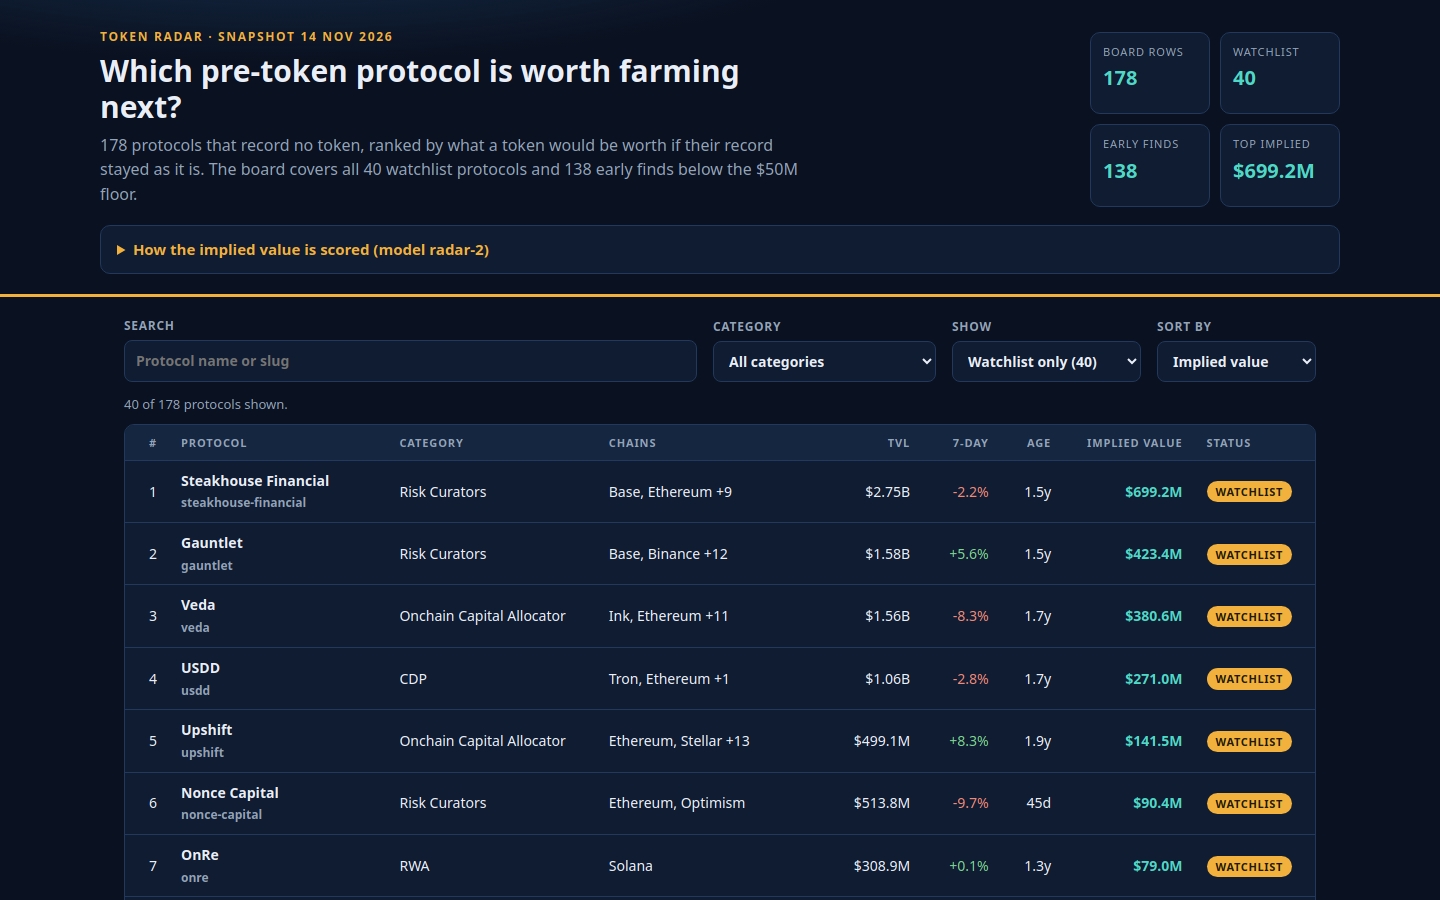 TOKEN RADAR · SNAPSHOT 14 NOV 2026
Which pre-token protocol is worth farming
next?
178 protocols that record no token, ranked by what a token would be worth if their record
stayed as it is. The board covers all 40 watchlist protocols and 138 early finds below the $50M
floor.
BOARD ROWS
178
WATCHLIST
40
EARLY FINDS
138
TOP IMPLIED
$699.2M
How the implied value is scored (model radar-2)
SEARCH
Protocol name or slug
CATEGORY
All categories
SHOW
Watchlist only (40)
SORT BY
Implied value
40 of 178 protocols shown.
# PROTOCOL CATEGORY CHAINS TVL 7-DAY AGE IMPLIED VALUE STATUS
1 Steakhouse Financial Risk Curators Base, Ethereum +9 $2.75B -2.2% 1.5y $699.2M WATCHLIST
steakhouse-financial
2 Gauntlet Risk Curators Base, Binance +12 $1.58B +5.6% 1.5y $423.4M WATCHLIST
gauntlet
3 Veda Onchain Capital Allocator Ink, Ethereum +11 $1.56B -8.3% 1.7y $380.6M WATCHLIST
veda
4 USDD CDP Tron, Ethereum +1 $1.06B -2.8% 1.7y $271.0M WATCHLIST
usdd
5 Upshift Onchain Capital Allocator Ethereum, Stellar +13 $499.1M +8.3% 1.9y $141.5M WATCHLIST
upshift
6 Nonce Capital Risk Curators Ethereum, Optimism $513.8M -9.7% 45d $90.4M WATCHLIST
nonce-capital
7 OnRe RWA Solana $308.9M +0.1% 1.3y $79.0M WATCHLIST
onre